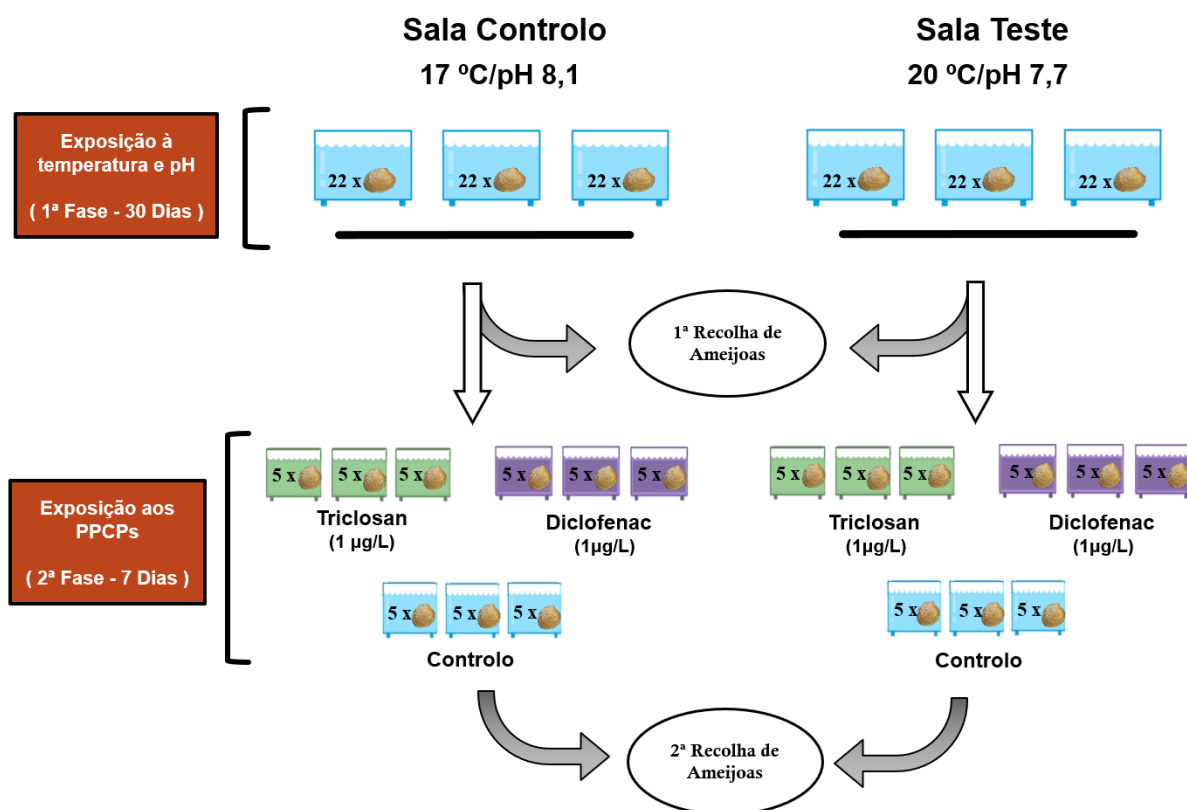 Sala Controlo
17 ºC/pH 8,1
Sala Teste
20 ºC/pH 7,7
Exposição à
temperatura e pH
( 1ª Fase - 30 Dias )
22 x
22 x
22 x
22 x
22 x
22 x
1ª Recolha de
Ameijoas
Exposição aos
PPCPs
( 2ª Fase - 7 Dias )
5 x
5 x
5 x
Triclosan
(1 µg/L)
5 x
5 x
5 x
Diclofenac
(1µg/L)
5 x
5 x
5 x
Triclosan
(1µg/L)
5 x
5 x
5 x
Diclofenac
(1µg/L)
5 x
5 x
5 x
Controlo
5 x
5 x
5 x
Controlo
2ª Recolha de
Ameijoas